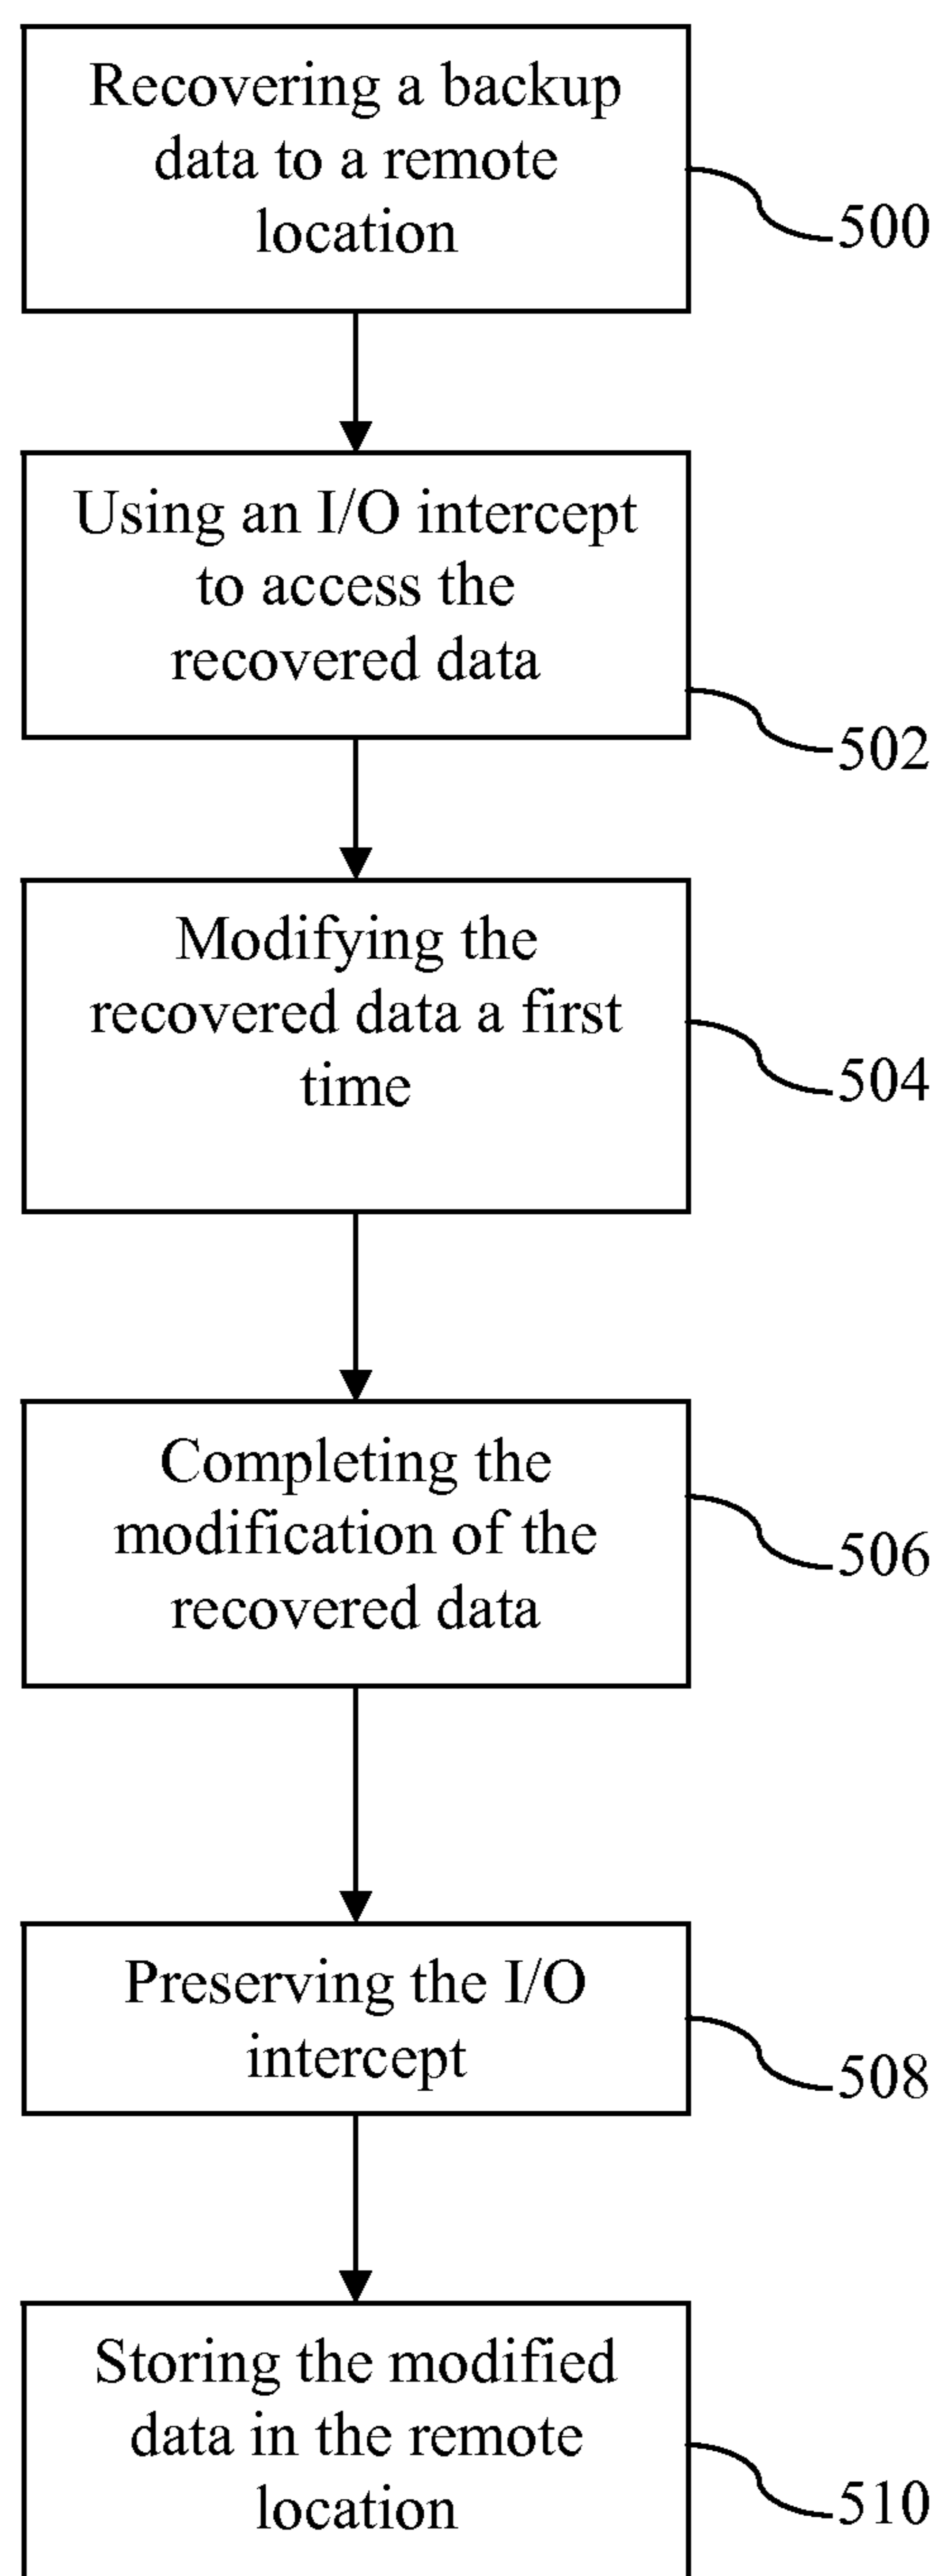 Recovering a backup
data to a remote
location
500
Using an I/O intercept
to access the
recovered data
502
Modifying the
recovered data a first
time
504
Completing the
modification of the
recovered data
506
Preserving the I/O
intercept
508
Storing the modified
data in the remote
location
510